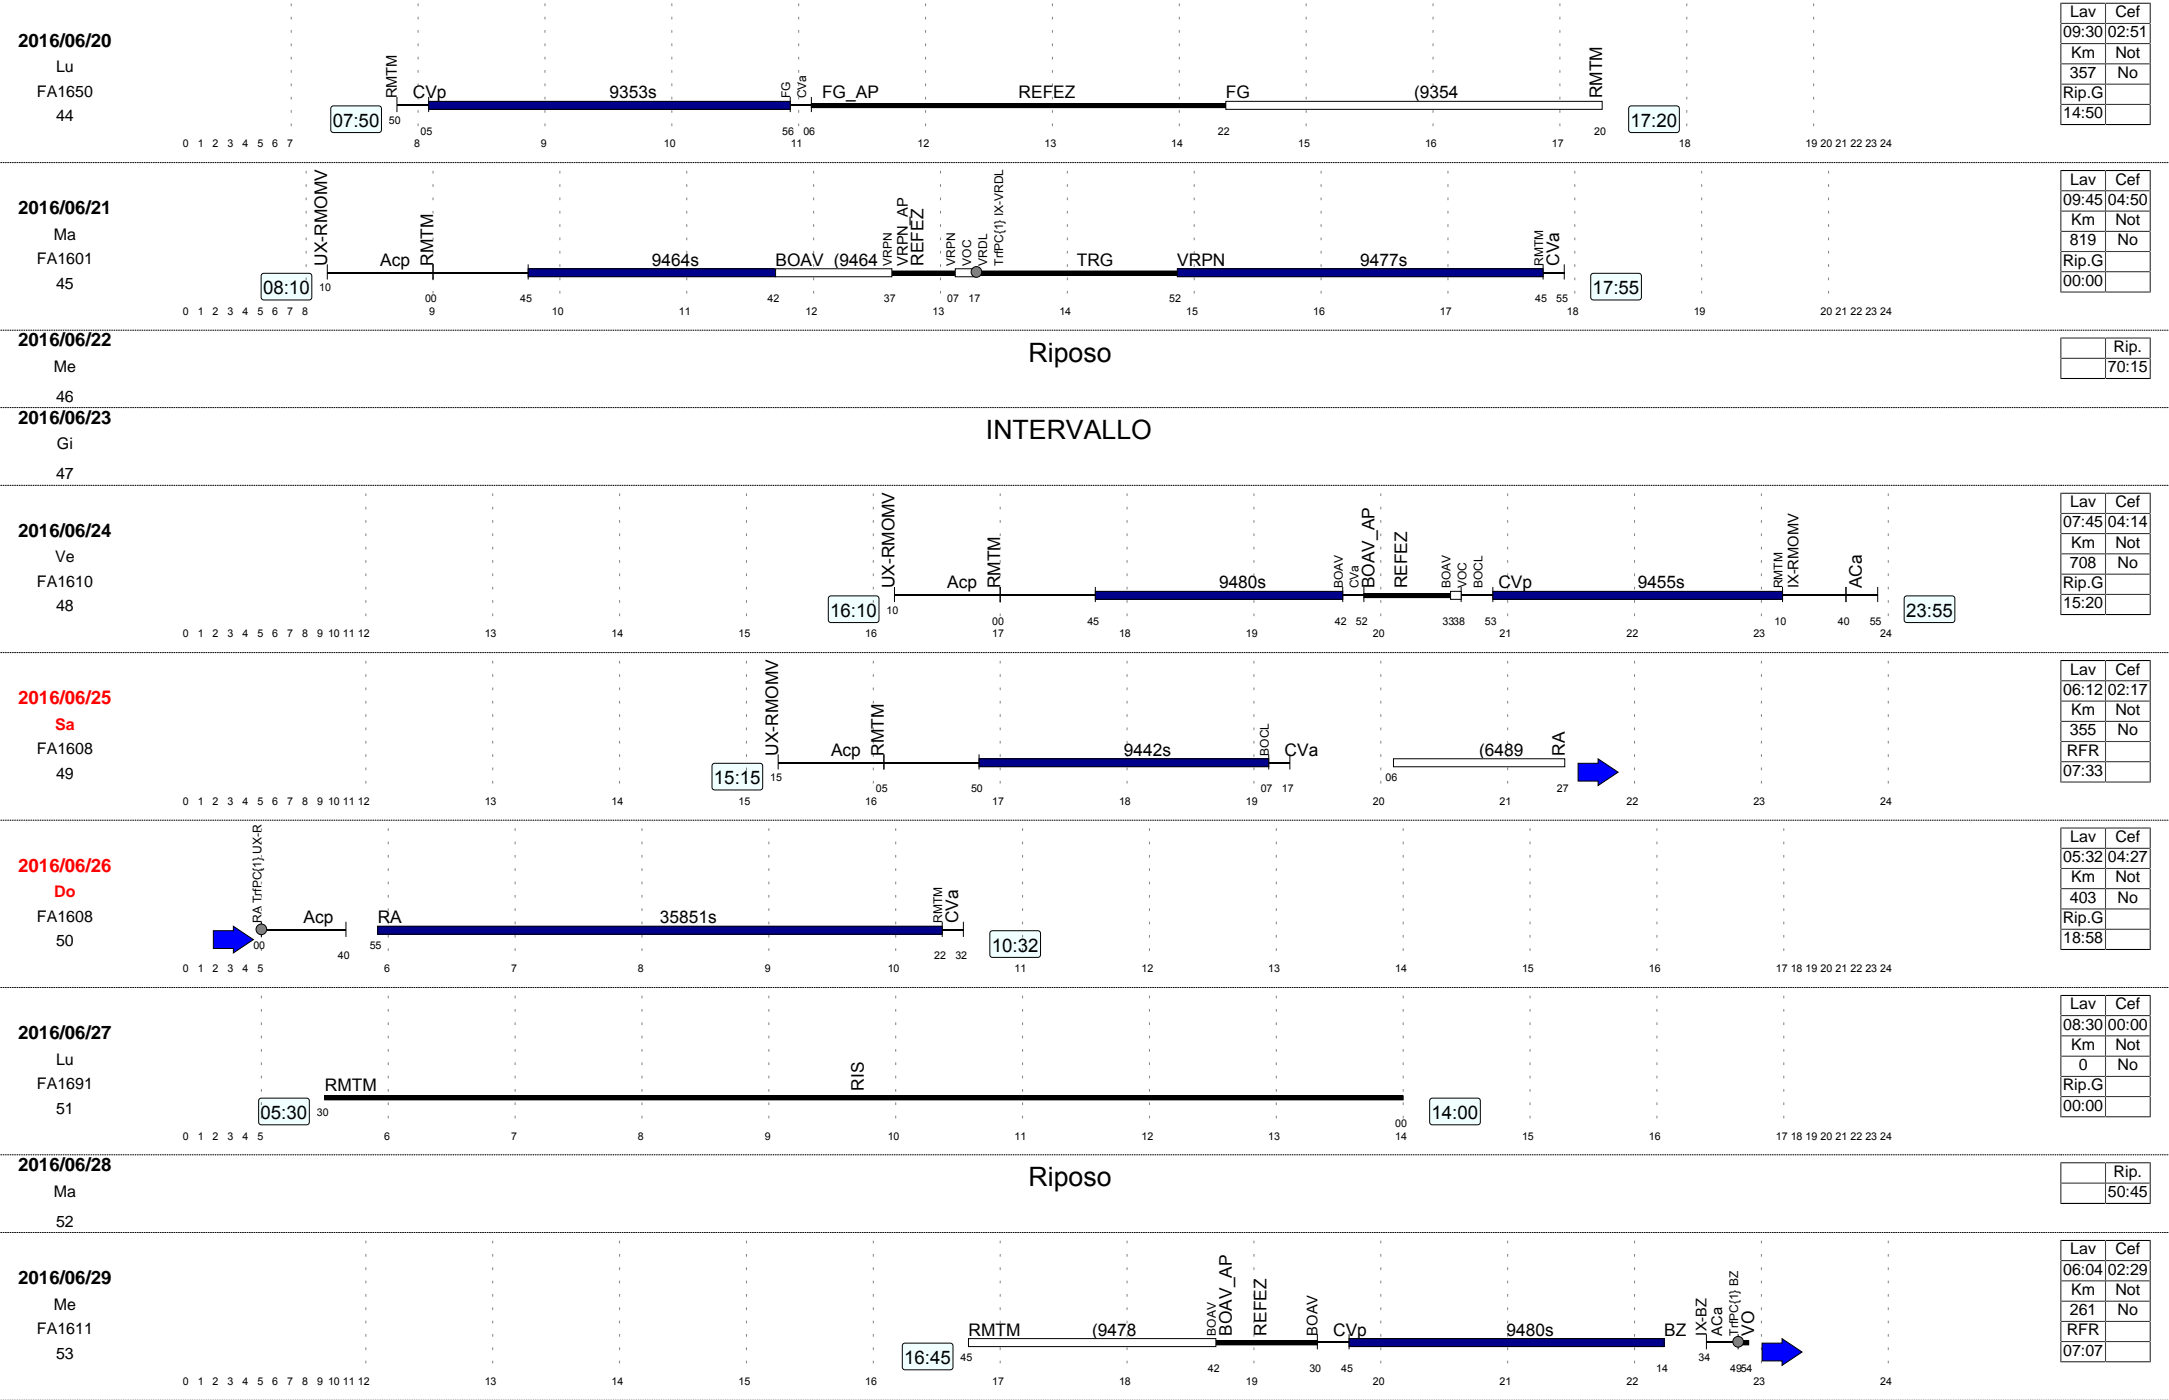 2016/06/20
Lu
FA1650
44
07:50
RMTM
CVp
9353s
FG
CVa
FG_AP
REFEZ
FG
(9354
RMTM
17:20
50 05 56 06 22 20
0 1 2 3 4 5 6 7 8 9 10 11 12 13 14 15 16 17 18 19 20 21 22 23 24
Lav Cef
09:30 02:51
Km Not
357 No
Rip.G
14:50
2016/06/21
Ma
FA1601
45
08:10
UX-RMOMV
Acp
RMTM
9464s
BOAV (9464
VRPN
VRPN_AP
REFEZ
VRPN
VOC
VRDL
TrfPC{1} IX-VRDL
TRG
VRPN
9477s
RMTM
CVa
17:55
10 00 45 42 37 07 17 52 45 55
0 1 2 3 4 5 6 7 8 9 10 11 12 13 14 15 16 17 18 19 20 21 22 23 24
Lav Cef
09:45 04:50
Km Not
819 No
Rip.G
00:00
2016/06/22
Me
46
Riposo
Rip.
70:15
2016/06/23
Gi
47
INTERVALLO
2016/06/24
Ve
FA1610
48
16:10
UX-RMOMV
Acp
RMTM
9480s
BOAV
CVa
BOAV_AP
REFEZ
BOAV
VOC
BOCL
CVp
9455s
RMTM
IX-RMOMV
ACa
23:55
10 00 45 42 52 3338 53 10 40 55
0 1 2 3 4 5 6 7 8 9 10 11 12 13 14 15 16 17 18 19 20 21 22 23 24
Lav Cef
07:45 04:14
Km Not
708 No
Rip.G
15:20
2016/06/25
Sa
FA1608
49
15:15
UX-RMOMV
Acp
RMTM
9442s
BOCL
CVa
(6489
RA
15 05 50 07 17 06 27
0 1 2 3 4 5 6 7 8 9 10 11 12 13 14 15 16 17 18 19 20 21 22 23 24
Lav Cef
06:12 02:17
Km Not
355 No
RFR
07:33
2016/06/26
Do
FA1608
50
RA TrfPC{1} UX-R
Acp
RA
35851s
RMTM
CVa
10:32
00 40 55 22 32
0 1 2 3 4 5 6 7 8 9 10 11 12 13 14 15 16 17 18 19 20 21 22 23 24
Lav Cef
05:32 04:27
Km Not
403 No
Rip.G
18:58
2016/06/27
Lu
FA1691
51
05:30
RMTM
RIS
14:00
30 00
0 1 2 3 4 5 6 7 8 9 10 11 12 13 14 15 16 17 18 19 20 21 22 23 24
Lav Cef
08:30 00:00
Km Not
0 No
Rip.G
00:00
2016/06/28
Ma
52
Riposo
Rip.
50:45
2016/06/29
Me
FA1611
53
16:45
RMTM
(9478
BOAV
BOAV_AP
REFEZ
BOAV
CVp
9480s
BZ
IX-BZ
ACa
TrfPC{1} BZ
VO
45 42 30 45 14 34 4954
0 1 2 3 4 5 6 7 8 9 10 11 12 13 14 15 16 17 18 19 20 21 22 23 24
Lav Cef
06:04 02:29
Km Not
261 No
RFR
07:07